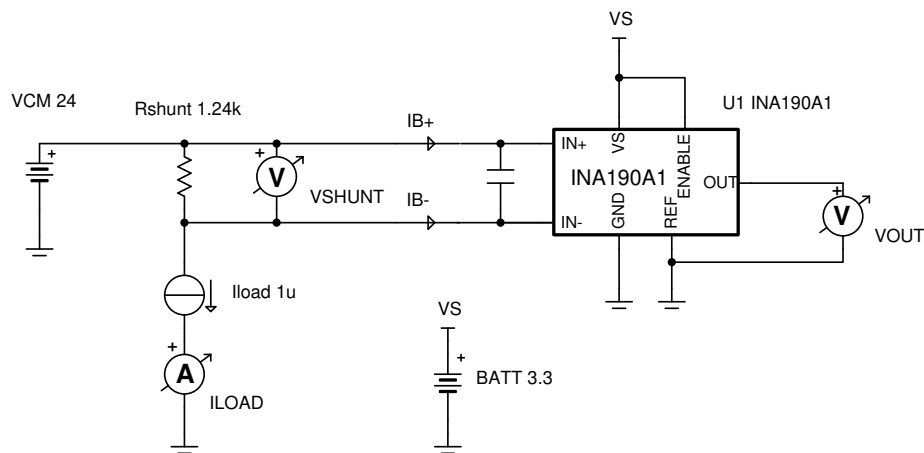 VS
VCM 24
Rshunt 1.24k
U1 INA190A1
IB+
+
+
IN+
VS
ENABLE
V
VSHUNT
INA190A1
OUT
+
V
VOUT
IB-
IN-
GND
REF
Iload 1u
VS
+
A
ILOAD
+
BATT 3.3